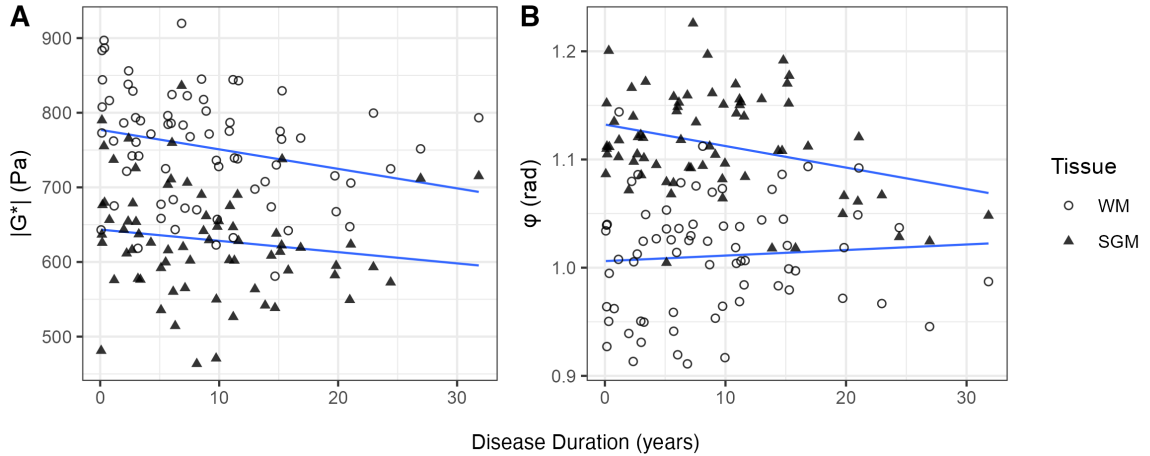 A
B
900
800
700
600
500
|G*| (Pa)
0
10
20
30
1.2
1.1
1.0
0.9
φ (rad)
0
10
20
30
Disease Duration (years)
Tissue
WM
SGM